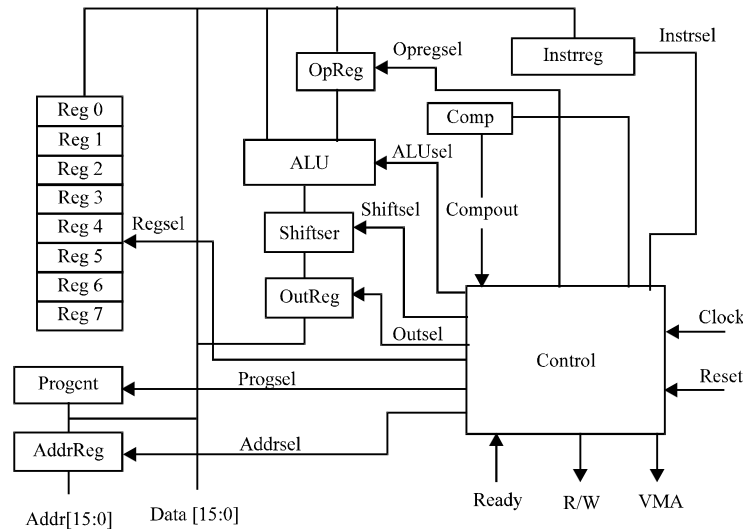 Instrsel
Opregsel
Instrreg
OpReg
Reg 0
Comp
Reg 1
ALU
ALUsel
Reg 2
Reg 3
Shiftsel
Compout
Reg 4
Regsel
Shiftser
Reg 5
Reg 6
OutReg
Reg 7
Clock
Outsel
Control
Progcnt
Progsel
Reset
AddrReg
Addrsel
Ready
R/W
VMA
Addr[15:0]
Data [15:0]